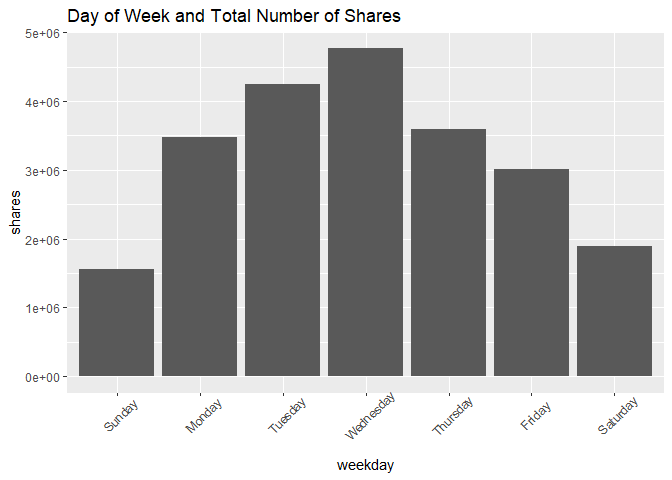 Day of Week and Total Number of Shares
shares
5e+06
4e+06
3e+06
2e+06
1e+06
0e+00
Sunday
Monday
Tuesday
Wednesday
Thursday
Friday
Saturday
weekday